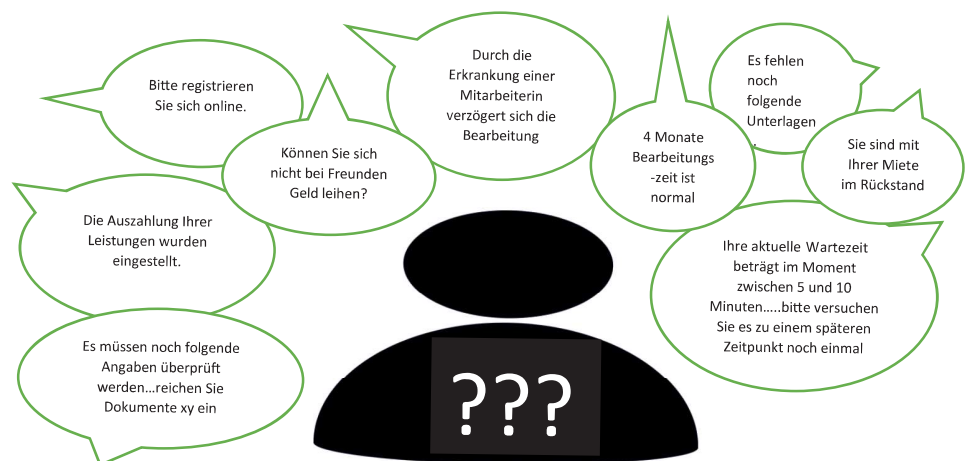 Bitte registrieren
Sie sich online.
Können Sie sich
nicht bei Freunden
Geld leihen?
Durch die
Erkrankung einer
Mitarbeiterin
verzögert sich die
Bearbeitung
4 Monate
Bearbeitungs
-zeit ist
normal
Es fehlen
noch
folgende
Unterlagen
.
Sie sind mit
Ihrer Miete
im Rückstand
Die Auszahlung Ihrer
Leistungen wurden
eingestellt.
Ihre aktuelle Wartezeit
beträgt im Moment
zwischen 5 und 10
Minuten.....bitte versuchen
Sie es zu einem späteren
Zeitpunkt noch einmal
Es müssen noch folgende
Angaben überprüft
werden...reichen Sie
Dokumente xy ein
???